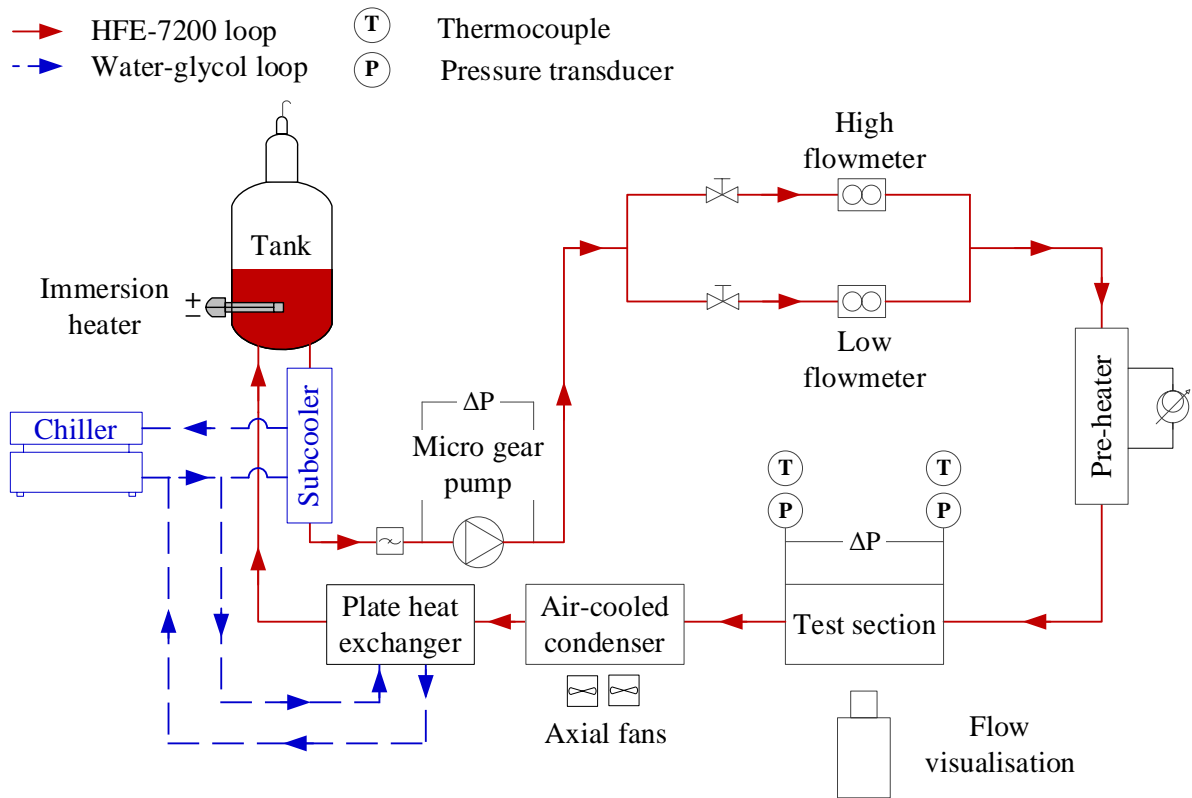 HFE-7200 loop
Water-glycol loop
T
Thermocouple
P
Pressure transducer
High
flowmeter
Tank
Immersion
heater
±
Low
flowmeter
Chiller
Subcooler
ΔP
Micro gear
pump
Pre-heater
T
T
P
P
ΔP
Plate heat
exchanger
Air-cooled
condenser
Test section
Axial fans
Flow
visualisation